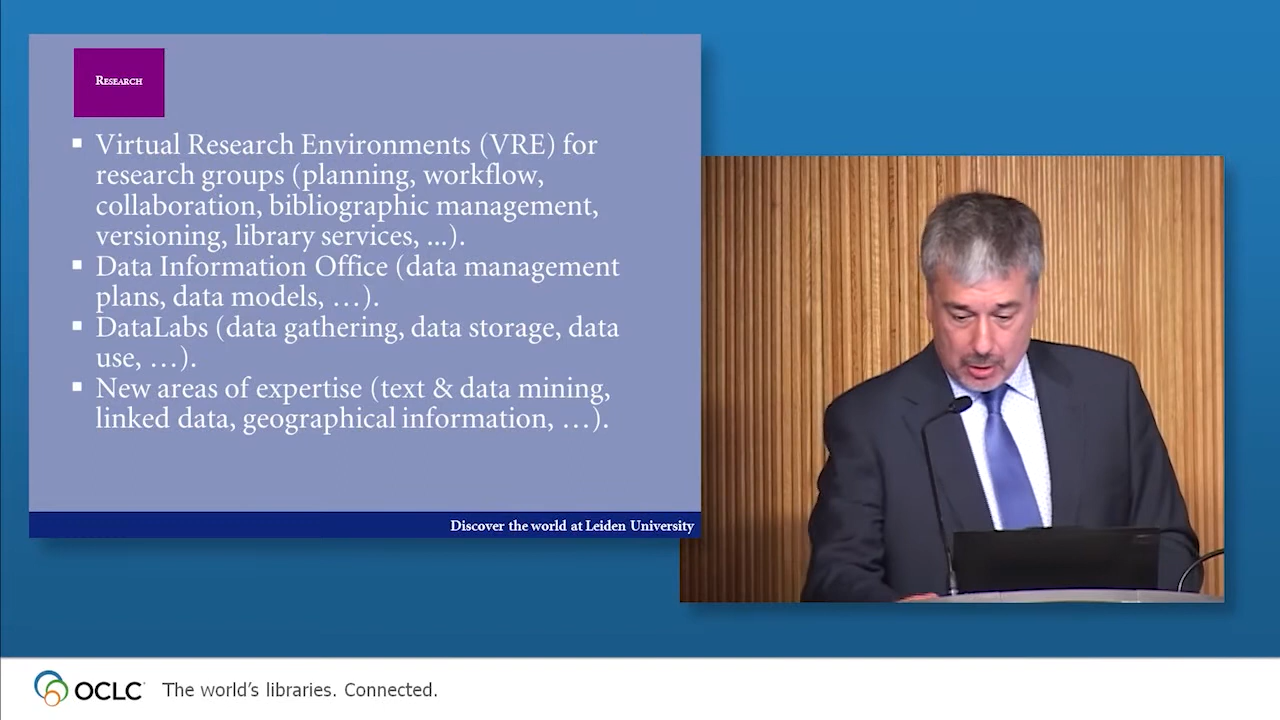 Research
▪ Virtual Research Environments (VRE) for
research groups (planning, workflow,
collaboration, bibliographic management,
versioning, library services, ...).
▪ Data Information Office (data management
plans, data models, …).
▪ DataLabs (data gathering, data storage, data
use, …).
▪ New areas of expertise (text & data mining,
linked data, geographical information, …).
Discover the world at Leiden University
OCLC The world's libraries. Connected.